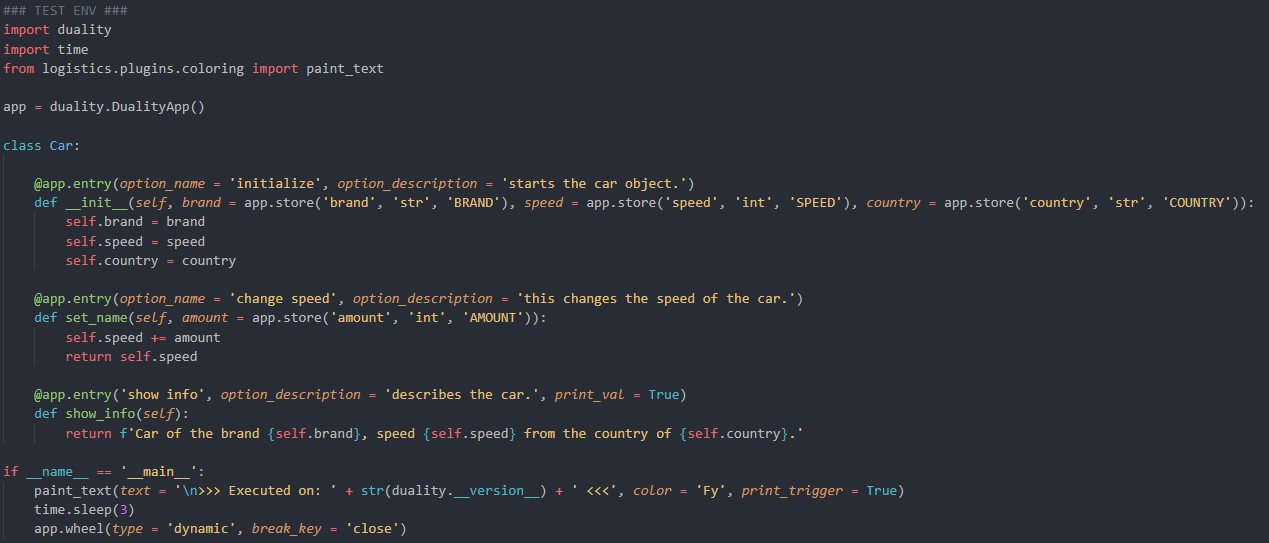 ### TEST ENV ###
import duality
import time
from logistics.plugins.coloring import paint_text
app = duality.DualityApp()
class Car:
@app.entry(option_name = 'initialize', option_description = 'starts the car object.')
def __init__(self, brand = app.store('brand', 'str', 'BRAND'), speed = app.store('speed', 'int', 'SPEED'), country = app.store('country', 'str', 'COUNTRY')):
self.brand = brand
self.speed = speed
self.country = country
@app.entry(option_name = 'change speed', option_description = 'this changes the speed of the car.')
def set_name(self, amount = app.store('amount', 'int', 'AMOUNT')):
self.speed += amount
return self.speed
@app.entry('show info', option_description = 'describes the car.', print_val = True)
def show_info(self):
return f'Car of the brand {self.brand}, speed {self.speed} from the country of {self.country}.'
if __name__ == '__main__':
paint_text(text = '\n>>> Executed on: ' + str(duality.__version__) + ' <<<', color = 'Fy', print_trigger = True)
time.sleep(3)
app.wheel(type = 'dynamic', break_key = 'close')